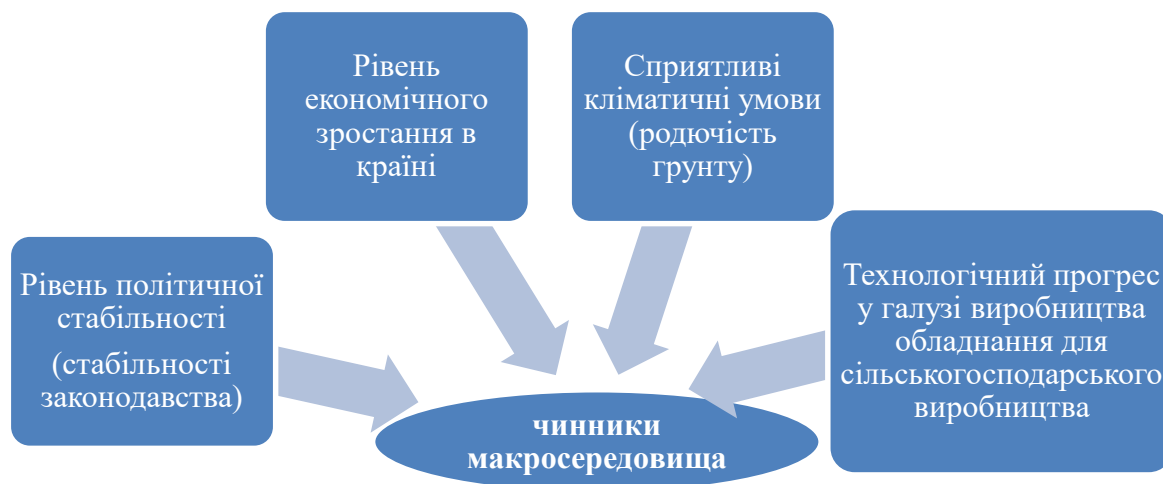 Рівень політичної
стабільності
(стабільності
законодавства)
Рівень
економічного
зростання в
країні
Сприятливі
кліматичні умови
(родючість
грунту)
Технологічний прогрес
у галузі виробництва
обладнання для
сільськогосподарського
виробництва
чинники
макросередовища